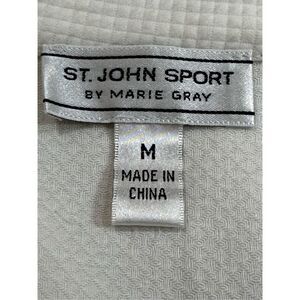 ST. JOHN SPORT
BY MARIE GRAY
M
MADE IN
CHINA